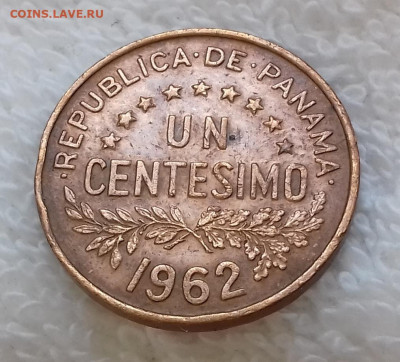 COINS.LAVE.RU
·REPUBLICA·DE·PANAMA·
UN
CENTESIMO
1962